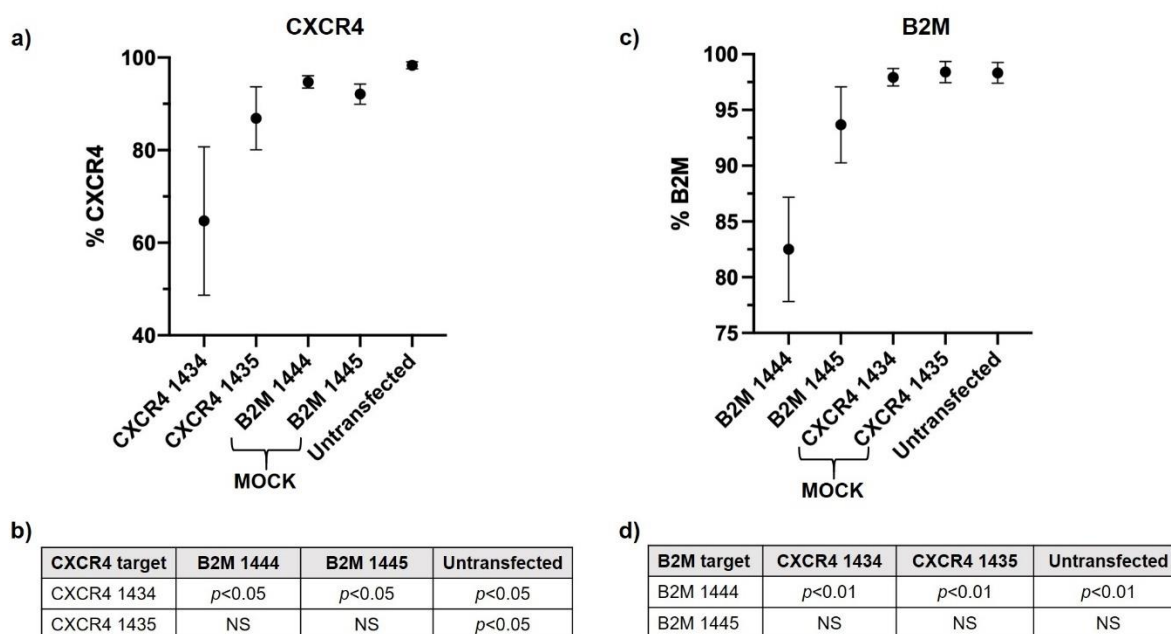 a)
CXCR4
% CXCR4
100
80
60
40
CXCR4 1434
CXCR4 1435
B2M 1444
B2M 1445
Untransfected
MOCK
b)
CXCR4 target B2M 1444 B2M 1445 Untransfected
CXCR4 1434 p<0.05 p<0.05 p<0.05
CXCR4 1435 NS NS p<0.05
c)
B2M
% B2M
100
95
90
85
80
75
B2M 1444
B2M 1445
CXCR4 1434
CXCR4 1435
Untransfected
MOCK
d)
B2M target CXCR4 1434 CXCR4 1435 Untransfected
B2M 1444 p<0.01 p<0.01 p<0.01
B2M 1445 NS NS NS